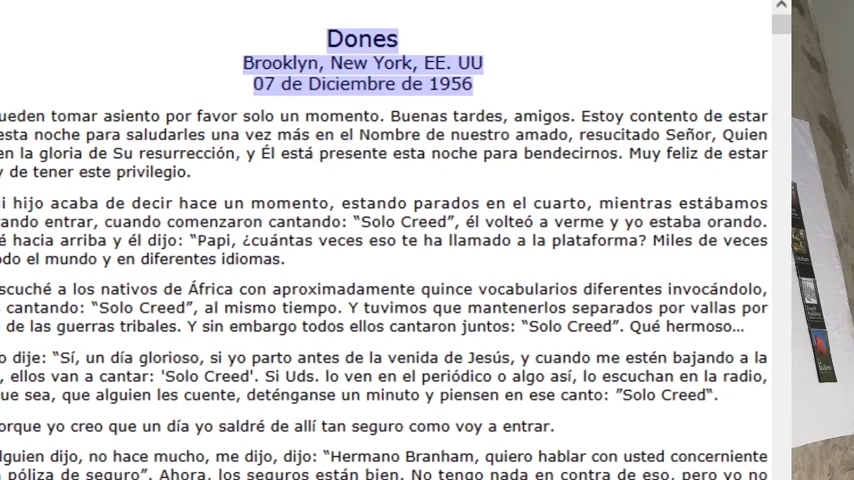 Dones
Brooklyn, New York, EE. UU
07 de Diciembre de 1956
ueden tomar asiento por favor solo un momento. Buenas tardes, amigos. Estoy contento de estar
esta noche para saludarles una vez más en el Nombre de nuestro amado, resucitado Señor, Quien
en la gloria de Su resurrección, y Él está presente esta noche para bendecirnos. Muy feliz de estar
y de tener este privilegio.
i hijo acaba de decir hace un momento, estando parados en el cuarto, mientras estábamos
rando entrar, cuando comenzaron cantando: “Solo Creed”, él volteó a verme y yo estaba orando.
é hacia arriba y él dijo: “Papi, ¿cuántas veces eso te ha llamado a la plataforma? Miles de veces
odo el mundo y en diferentes idiomas.
scuché a los nativos de África con aproximadamente quince vocabularios diferentes invocándolo,
cantando: “Solo Creed”, al mismo tiempo. Y tuvimos que mantenerlos separados por vallas por
de las guerras tribales. Y sin embargo todos ellos cantaron juntos: “Solo Creed”. Qué hermoso...
o dije: “Sí, un día glorioso, si yo parto antes de la venida de Jesús, y cuando me estén bajando a la
, ellos van a cantar: 'Solo Creed'. Si Uds. lo ven en el periódico o algo así, lo escuchan en la radio,
ue sea, que alguien les cuente, deténganse un minuto y piensen en ese canto: ”Solo Creed“.
orque yo creo que un día yo saldré de allí tan seguro como voy a entrar.
lguien dijo, no hace mucho, me dijo, dijo: “Hermano Branham, quiero hablar con usted concerniente
póliza de seguro”. Ahora, los seguros están bien. No tengo nada en contra de eso, pero yo no